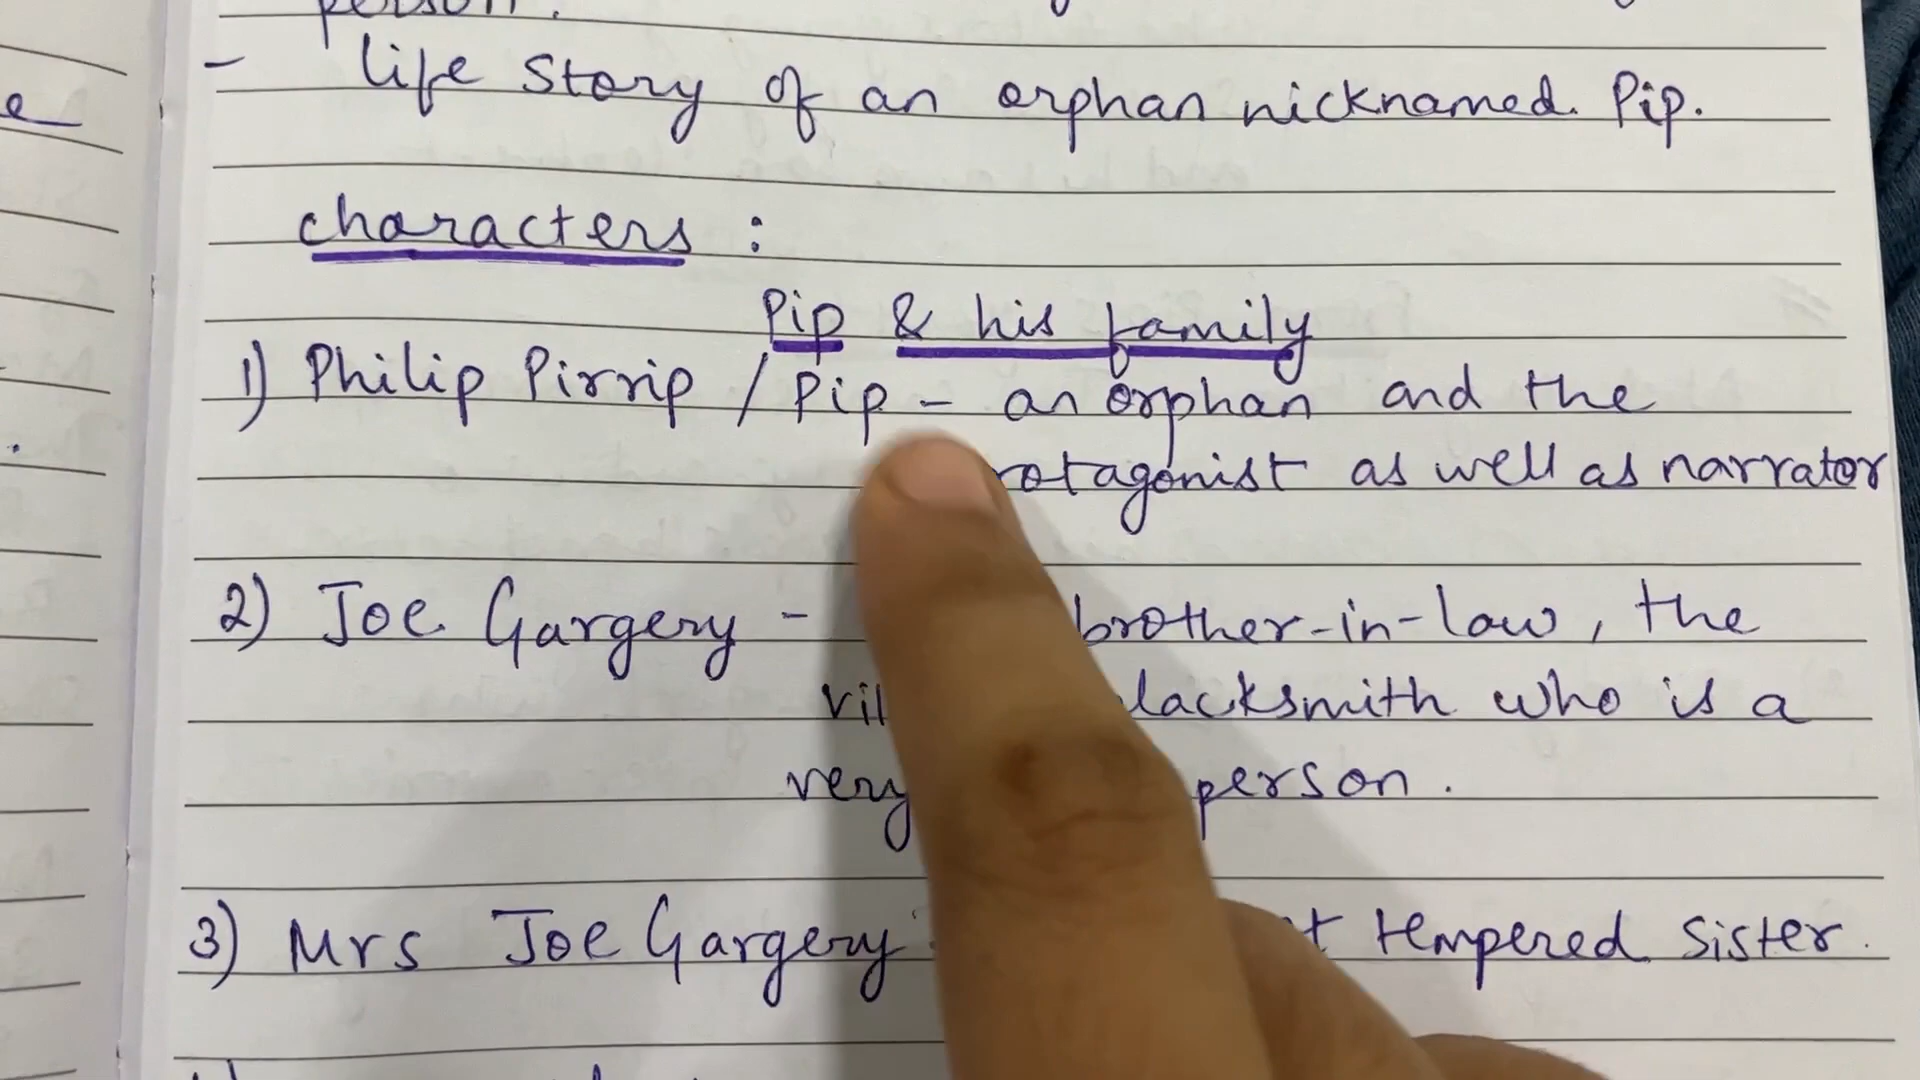 person.
- life story of an orphan nicknamed Pip.
characters :
Pip & his family
1) Philip Pirrip / Pip - an orphan and the
rotagonist as well as narrator
2) Joe Gargery - brother-in-law, the
vil lacksmith who is a
very person.
3) Mrs Joe Gargery t tempered sister.